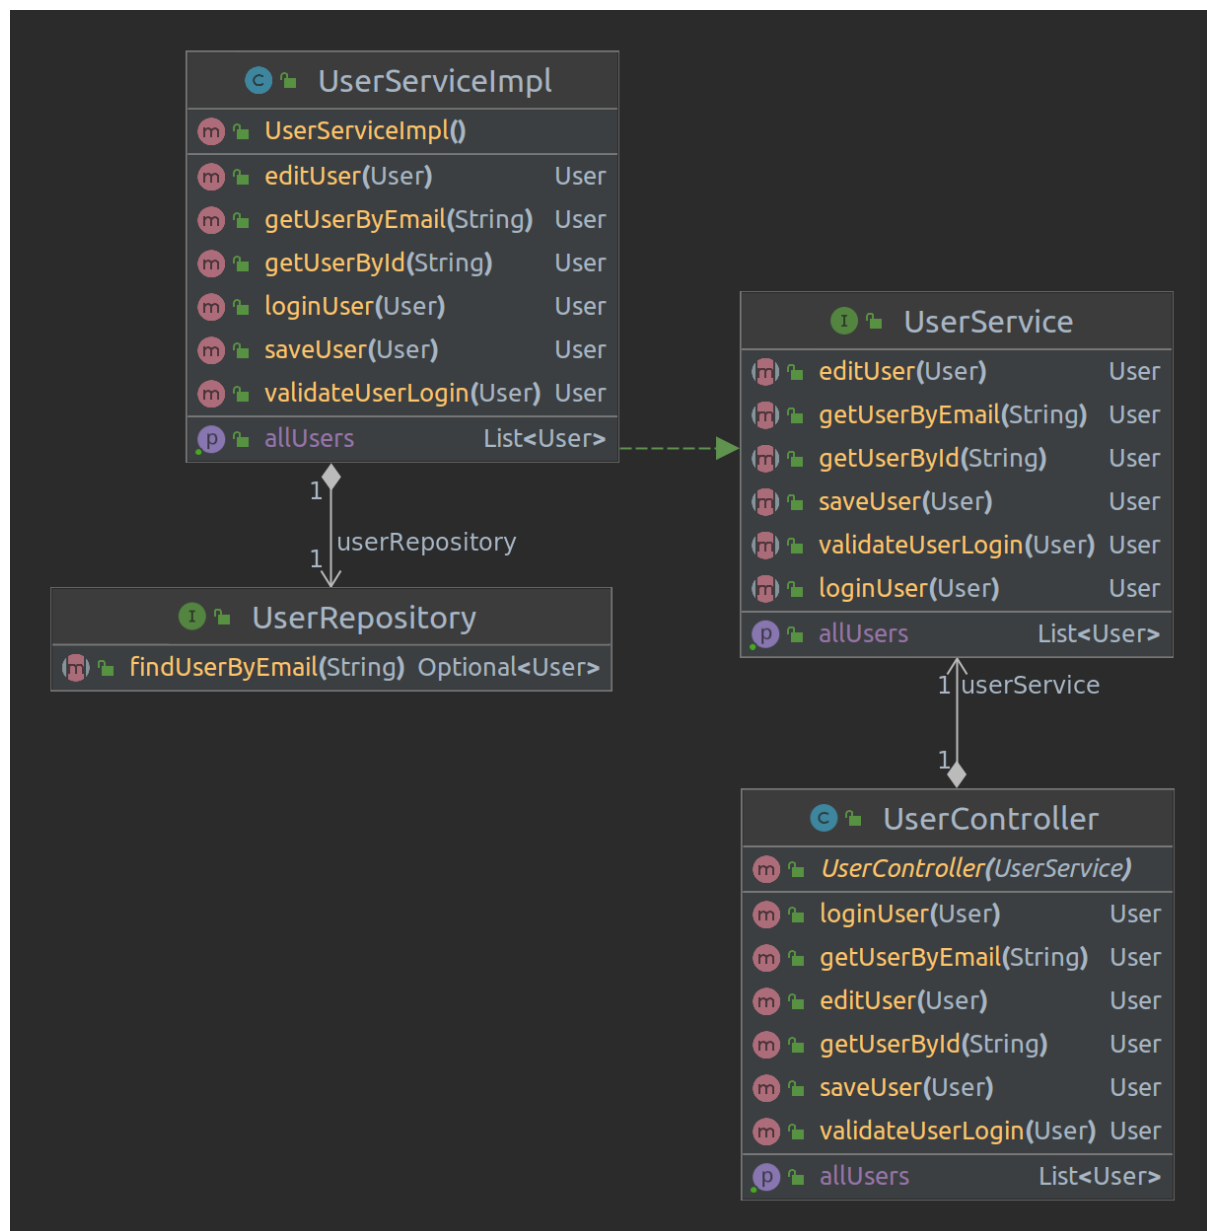 UserServiceImpl
UserServiceImpl()
editUser(User) User
getUserByEmail(String) User
getUserById(String) User
loginUser(User) User
saveUser(User) User
validateUserLogin(User) User
allUsers List<User>
1
1
userRepository
UserRepository
findUserByEmail(String) Optional<User>
UserService
editUser(User) User
getUserByEmail(String) User
getUserById(String) User
saveUser(User) User
validateUserLogin(User) User
loginUser(User) User
allUsers List<User>
1 userService
1
UserController
UserController(UserService)
loginUser(User) User
getUserByEmail(String) User
editUser(User) User
getUserById(String) User
saveUser(User) User
validateUserLogin(User) User
allUsers List<User>